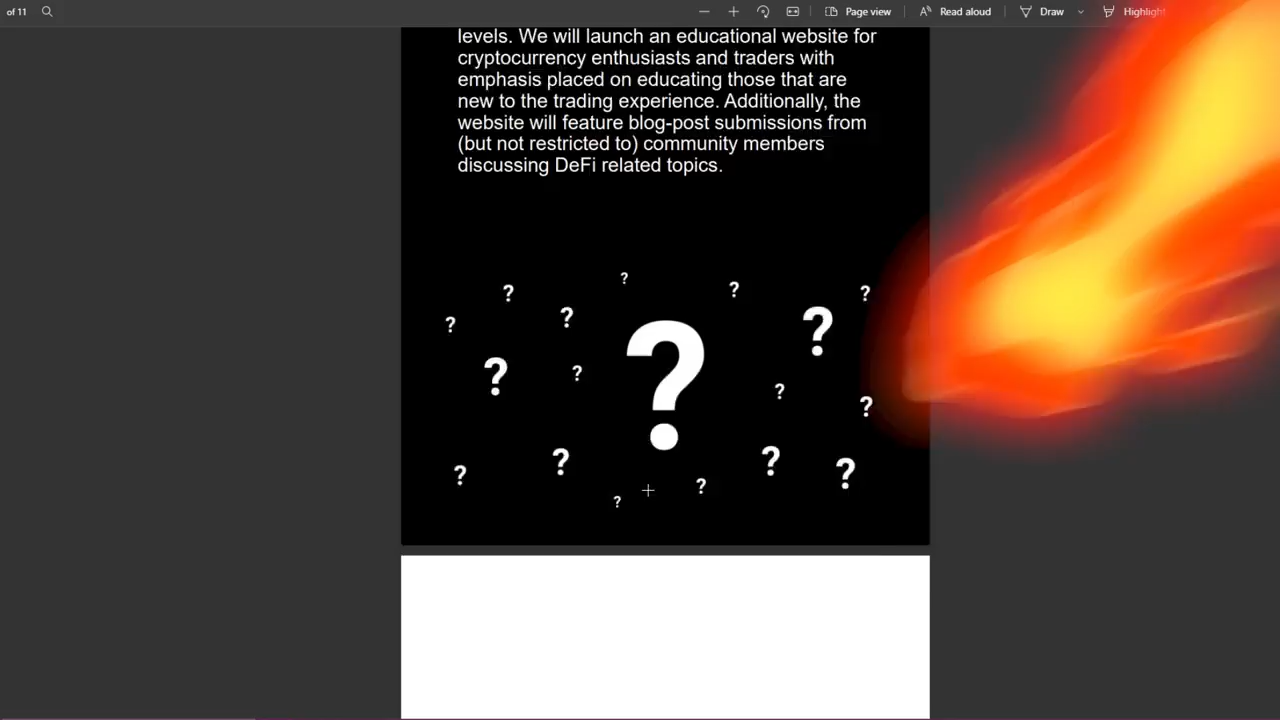 of 11
Page view
Read aloud
Draw
Highlight
levels. We will launch an educational website for
cryptocurrency enthusiasts and traders with
emphasis placed on educating those that are
new to the trading experience. Additionally, the
website will feature blog-post submissions from
(but not restricted to) community members
discussing DeFi related topics.
? ? ? ?
? ? ?
? ? ? ?
? ?
? ? ? ?
? ?